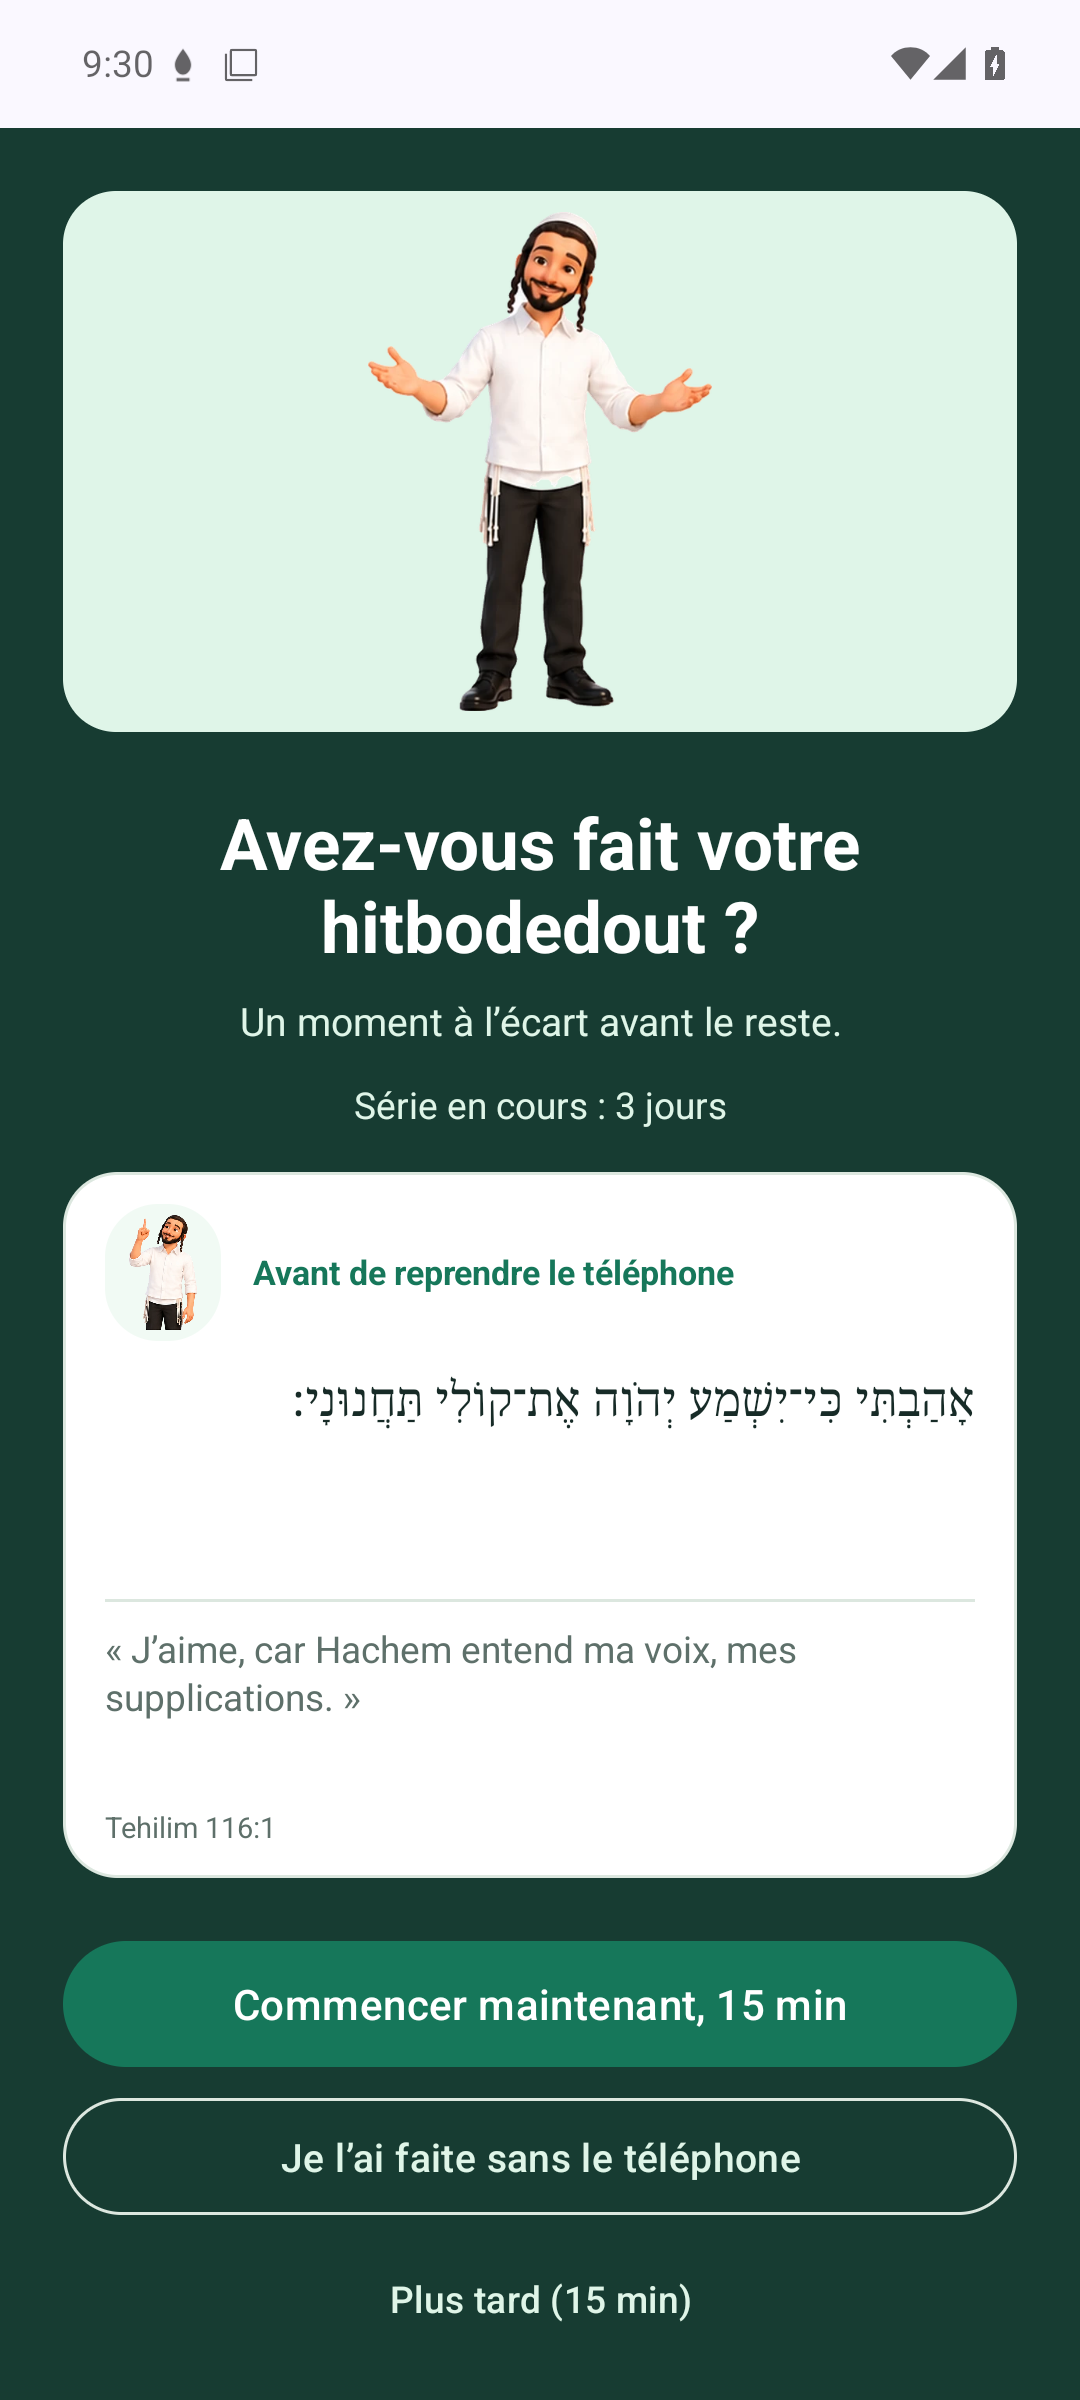 9:30
Avez-vous fait votre
hitbodedout ?
Un moment à l’écart avant le reste.
Série en cours : 3 jours
Avant de reprendre le téléphone
אָהַבְתִּי כִּי־יִשְׁמַע יְהֹוָה אֶת־קוֹלִי תַּחֲנוּנָי׃
« J’aime, car Hachem entend ma voix, mes
supplications. »
Tehilim 116:1
Commencer maintenant, 15 min
Je l’ai faite sans le téléphone
Plus tard (15 min)